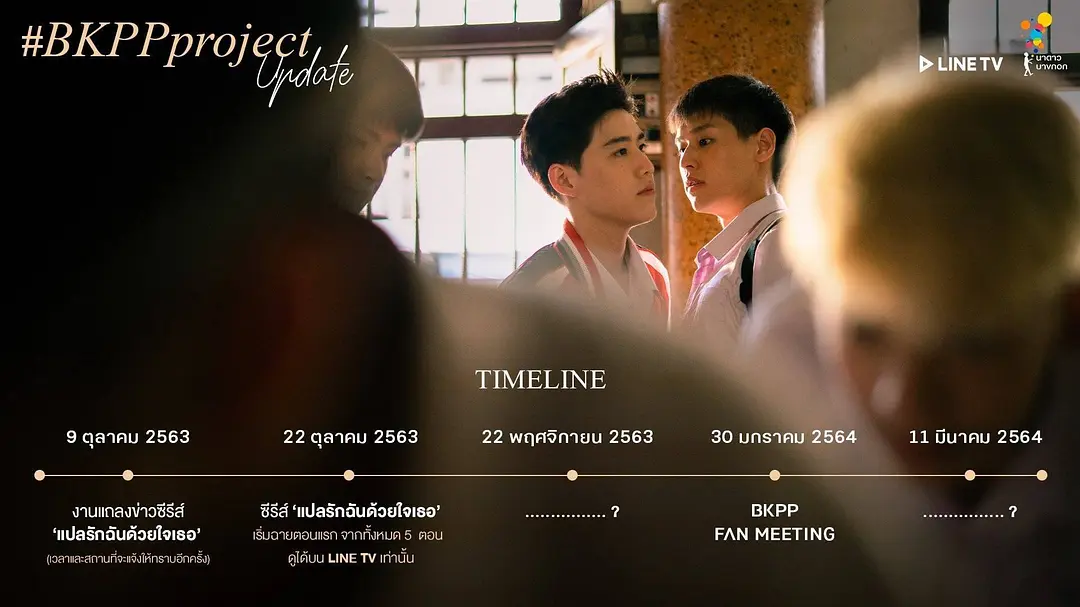 #BKPPproject
Update
LINE TV
นาดาว
บางกอก
TIMELINE
9 ตุลาคม 2563
22 ตุลาคม 2563
22 พฤศจิกายน 2563
30 มกราคม 2564
11 มีนาคม 2564
งานแถลงข่าวซีรีส์
‘แปลรักฉันด้วยใจเธอ’
(เวลาและสถานที่จะแจ้งให้ทราบอีกครั้ง)
ซีรีส์ ‘แปลรักฉันด้วยใจเธอ’
เริ่มฉายตอนแรก จากทั้งหมด 5 ตอน
ดูได้บน LINE TV เท่านั้น
................ ?
BKPP
FAN MEETING
................ ?